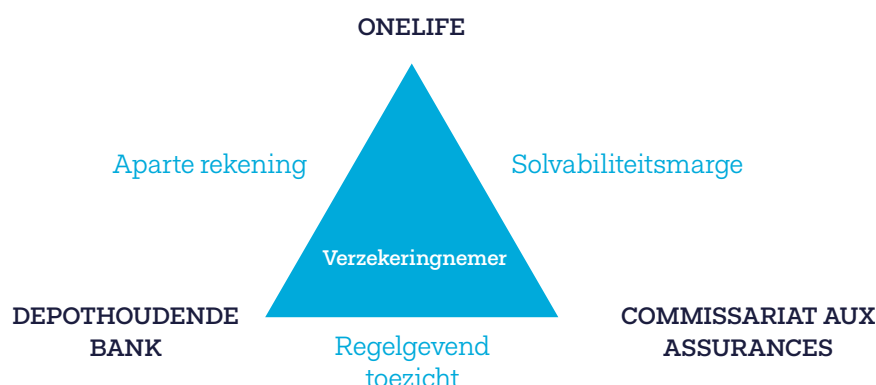 ONELIFE
Aparte rekening
Solvabiliteitsmarge
Verzekeringnemer
DEPOTHOUDENDE
BANK
Regelgevend
toezicht
COMMISSARIAT AUX
ASSURANCES